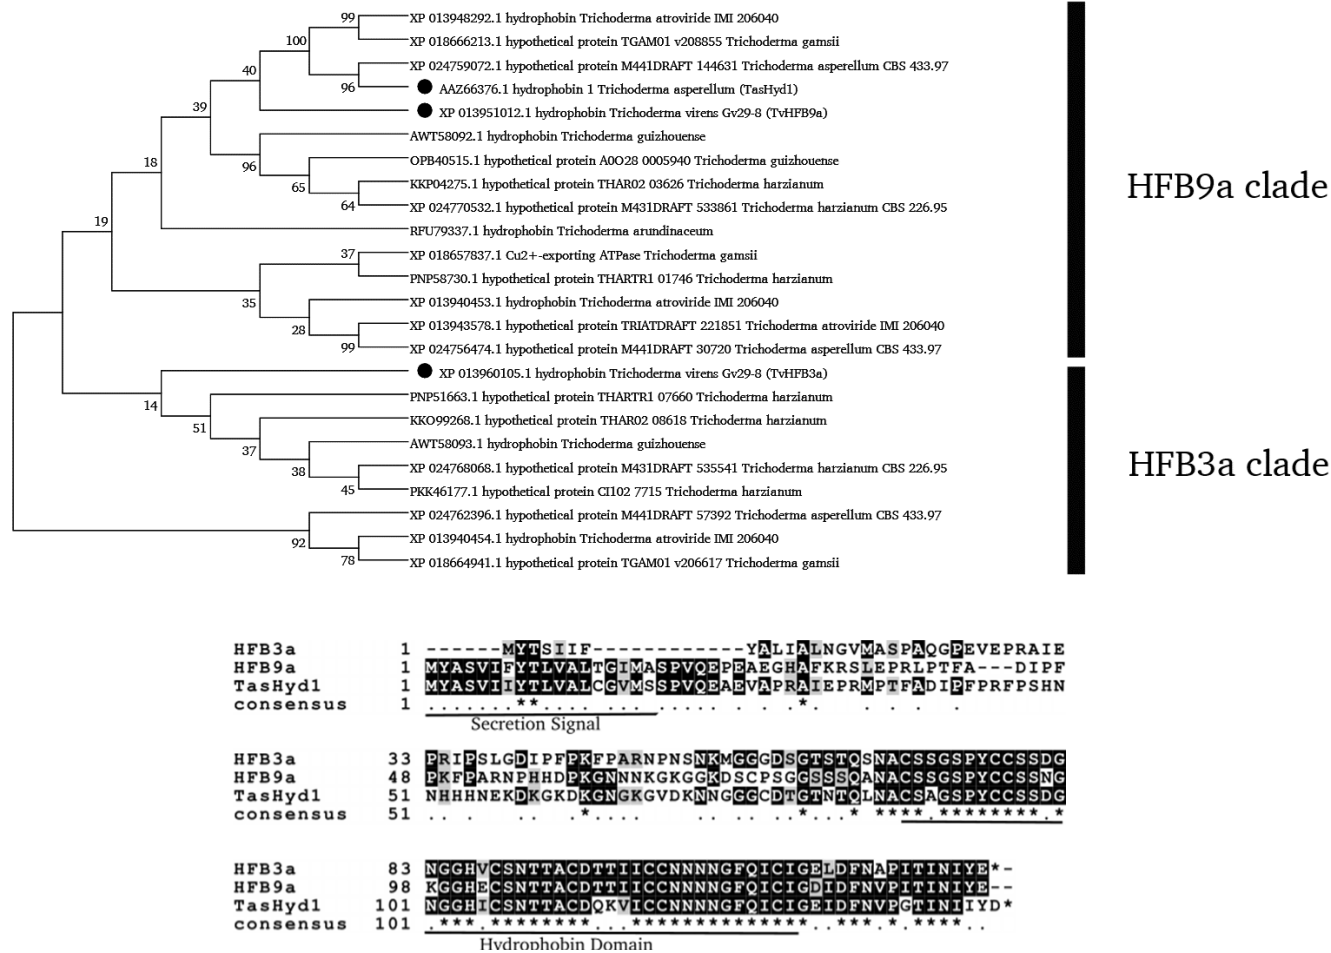 99
XP 013948292.1 hydrophobin Trichoderma atroviride IMI 206040
100
XP 018666213.1 hypothetical protein TGAM01 v208855 Trichoderma gamsii
40
XP 024759072.1 hypothetical protein M441DRAFT 144631 Trichoderma asperellum CBS 433.97
96
AAZ66376.1 hydrophobin 1 Trichoderma asperellum (TasHyd1)
39
XP 013951012.1 hydrophobin Trichoderma virens Gv29-8 (TvHFB9a)
AWT58092.1 hydrophobin Trichoderma guizhouense
18
96
OPB40515.1 hypothetical protein A0O28 0005940 Trichoderma guizhouense
65
KKP04275.1 hypothetical protein THAR02 03626 Trichoderma harzianum
HFB9a clade
64
XP 024770532.1 hypothetical protein M431DRAFT 533861 Trichoderma harzianum CBS 226.95
19
RFU79337.1 hydrophobin Trichoderma arundinaceum
37
XP 018657837.1 Cu2+-exporting ATPase Trichoderma gamsii
PNP58730.1 hypothetical protein THARTR1 01746 Trichoderma harzianum
35
XP 013940453.1 hydrophobin Trichoderma atroviride IMI 206040
28
XP 013943578.1 hypothetical protein TRIATDRAFT 221851 Trichoderma atroviride IMI 206040
99
XP 024756474.1 hypothetical protein M441DRAFT 30720 Trichoderma asperellum CBS 433.97
XP 013960105.1 hydrophobin Trichoderma virens Gv29-8 (TvHFB3a)
14
PNP51663.1 hypothetical protein THARTR1 07660 Trichoderma harzianum
51
KKO99268.1 hypothetical protein THAR02 08618 Trichoderma harzianum
37
AWT58093.1 hydrophobin Trichoderma guizhouense
38
XP 024768068.1 hypothetical protein M431DRAFT 535541 Trichoderma harzianum CBS 226.95
HFB3a clade
45
PKK46177.1 hypothetical protein CI102 7715 Trichoderma harzianum
XP 024762396.1 hypothetical protein M441DRAFT 57392 Trichoderma asperellum CBS 433.97
92
XP 013940454.1 hydrophobin Trichoderma atroviride IMI 206040
78
XP 018664941.1 hypothetical protein TGAM01 v206617 Trichoderma gamsii
HFB3a 1 ------MYTSIIF------------YALIALNGVMASPAQGPEVEPRAIE
HFB9a 1 MYASVIFYTLVALTGIMASPVQEPEAEGHAFKRSLEPRLPTFA---DIPF
TasHyd1 1 MYASVIIYTLVALCGVMSSPVQEAEVAPRAIEPRMPTFADIPFPRFPSHN
consensus 1 .......**.... .... .... . . .* . . . .
Secretion Signal
HFB3a 33 PRIPSLGDIPFPKFPARNPNSNKMGGGDSGTSTQSNACSSGSPYCCSSDG
HFB9a 48 PKFPARNPHHDPKGNNNKGKGGKDSCPSGGSSSQANACSSGSPYCCSSNG
TasHyd1 51 NHHHNEKDKGKDKGNGKGVDKNNGGGCDTGTNTQLNACSAGSPYCCSSDG
consensus 51 .. . . .* .. . . .. *.. * ****.********.*
HFB3a 83 NGGHVCSNTTACDTTIICCNNNNGFQICIGELDFNAPITINIYE*-
HFB9a 98 KGGHECSNTTACDTTIICCNNNNGFQICIGDIDFNVPITINIYE--
TasHyd1 101 NGGHICSNTTACDQKVICCNNNNGFQICIGEIDFNVPGTINIIYD*
consensus 101 .***.********...**************..***.*.****..
Hydrophobin Domain